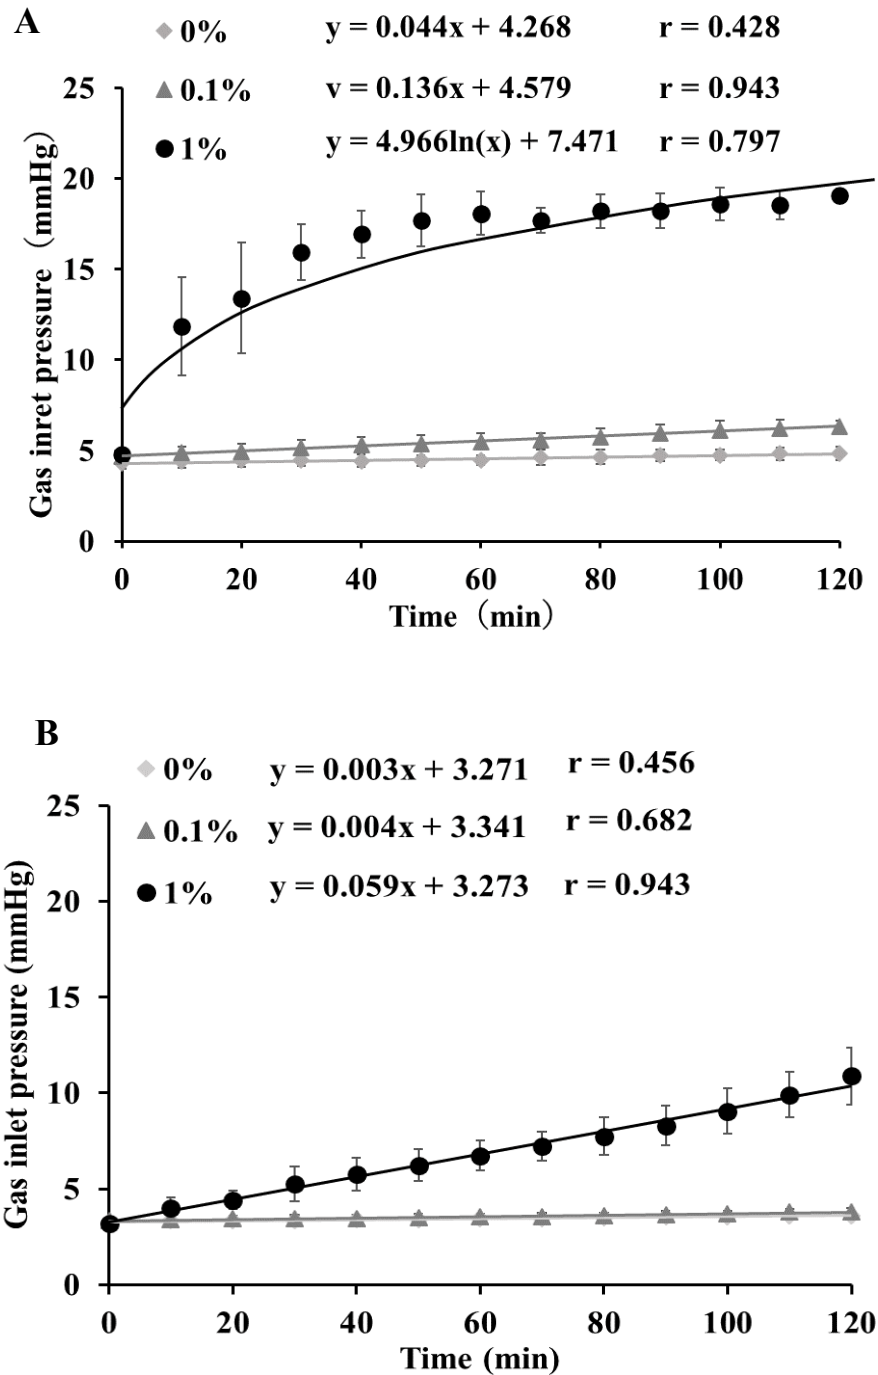 A
0% y = 0.044x + 4.268 r = 0.428
0.1% v = 0.136x + 4.579 r = 0.943
1% y = 4.966ln(x) + 7.471 r = 0.797
Gas inret pressure（mmHg）
25
20
15
10
5
0
0 20 40 60 80 100 120
Time（min）
B
0% y = 0.003x + 3.271 r = 0.456
0.1% y = 0.004x + 3.341 r = 0.682
1% y = 0.059x + 3.273 r = 0.943
Gas inlet pressure (mmHg)
25
20
15
10
5
0
0 20 40 60 80 100 120
Time (min)